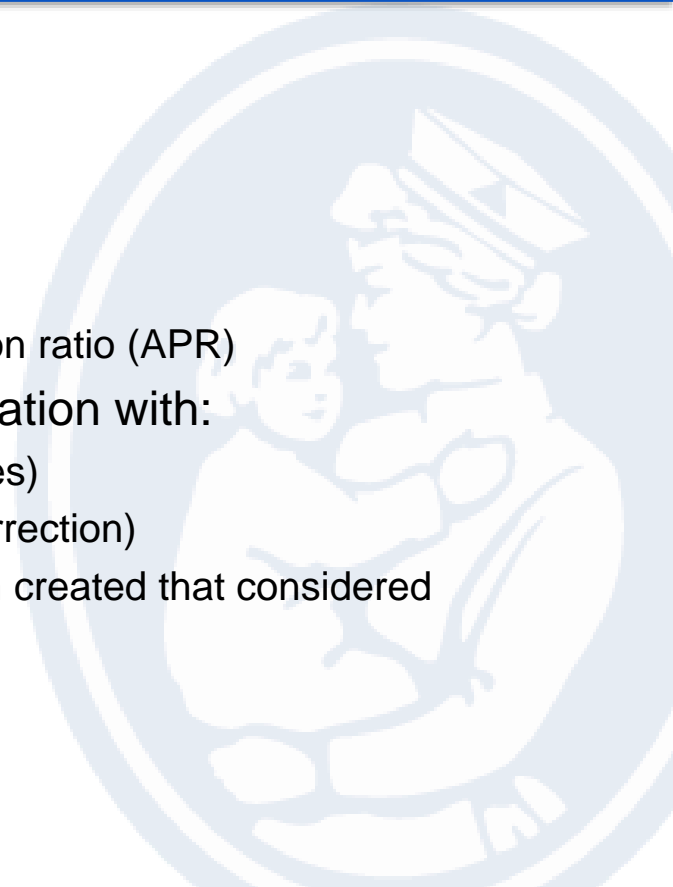 on ratio (APR)
ation with:
es)
rrection)
created that considered